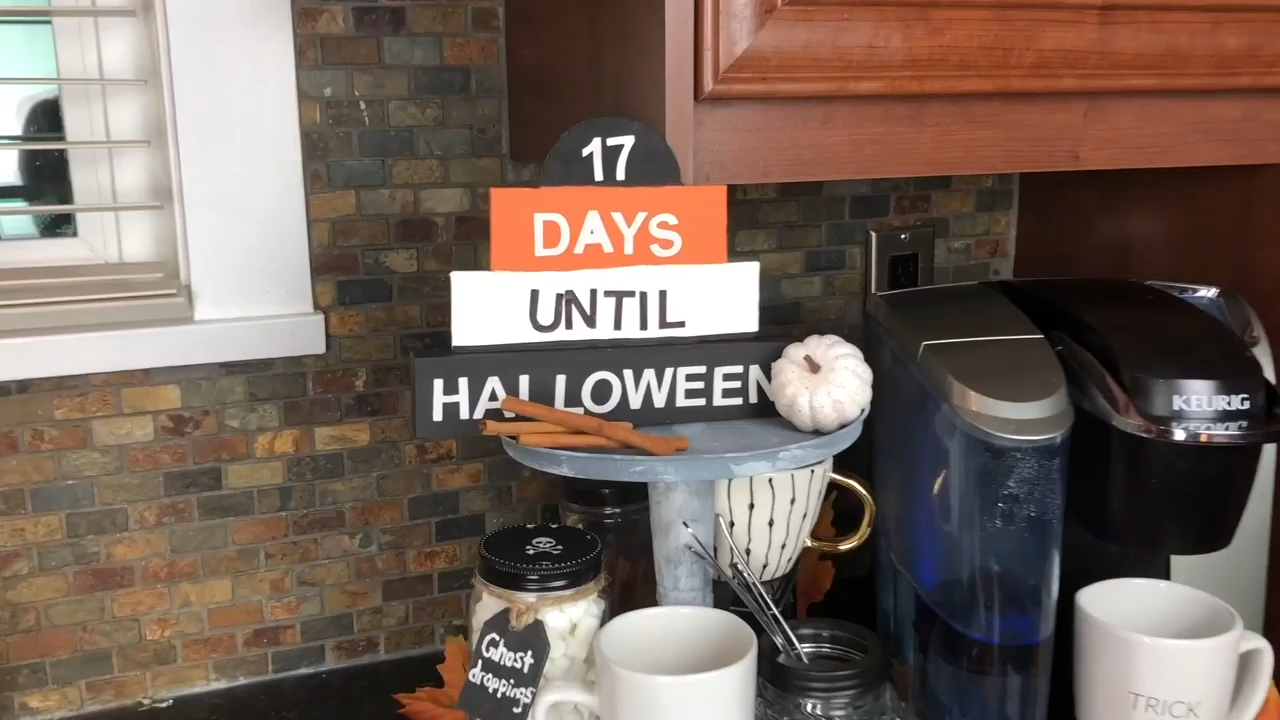 17
DAYS
UNTIL
HALLOWEEN
KEURIG
Ghost
droppings
TRICK